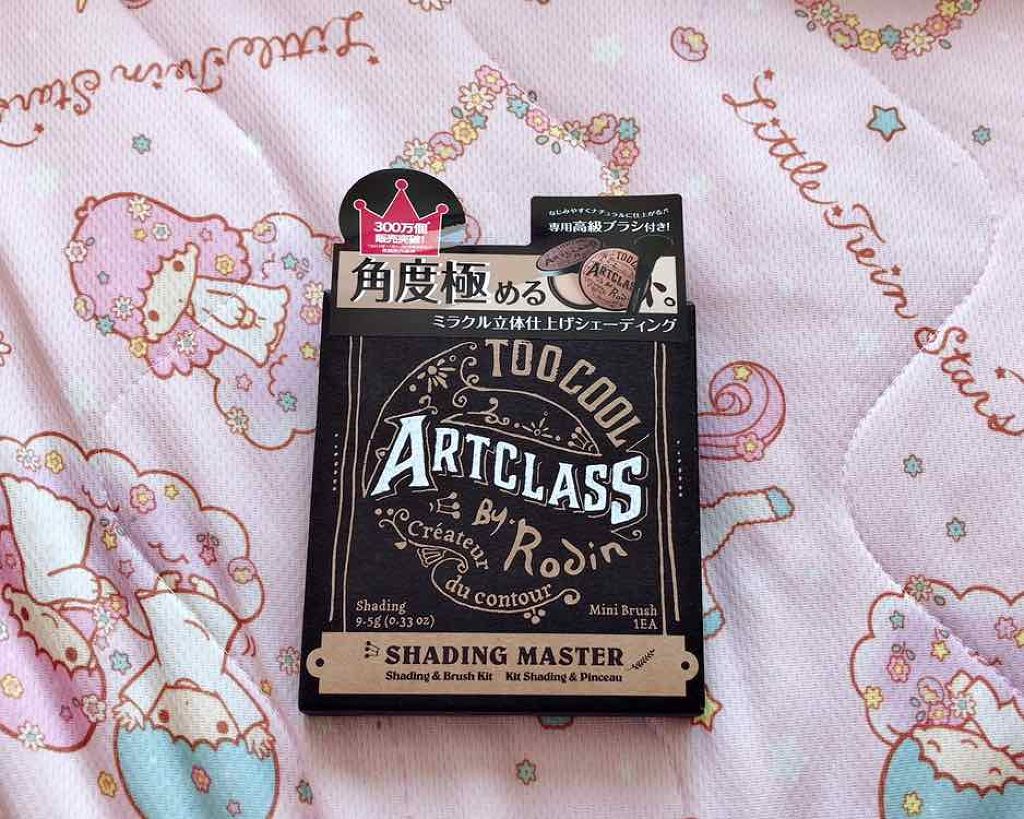 Little Twin Stars
Little Twin Stars
300万個
販売突破!
なじみやすくナチュラルに仕上がる♪
専用高級ブラシ付き!
角度極める
ミラクル立体仕上げシェーディング
TOO COOL
ARTCLASS
By Rodin
Créateur
du contour
Shading
9.5g (0.33 oz)
Mini Brush
1EA
SHADING MASTER
Shading & Brush Kit Kit Shading & Pinceau